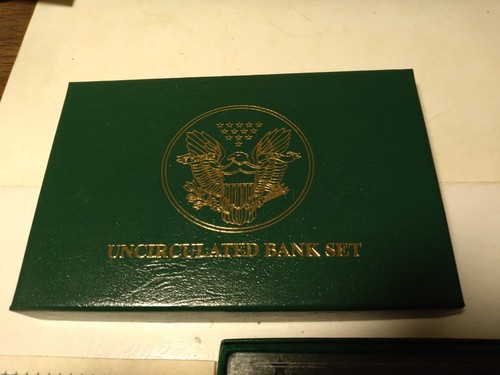 UNCIRCULATED BANK SET